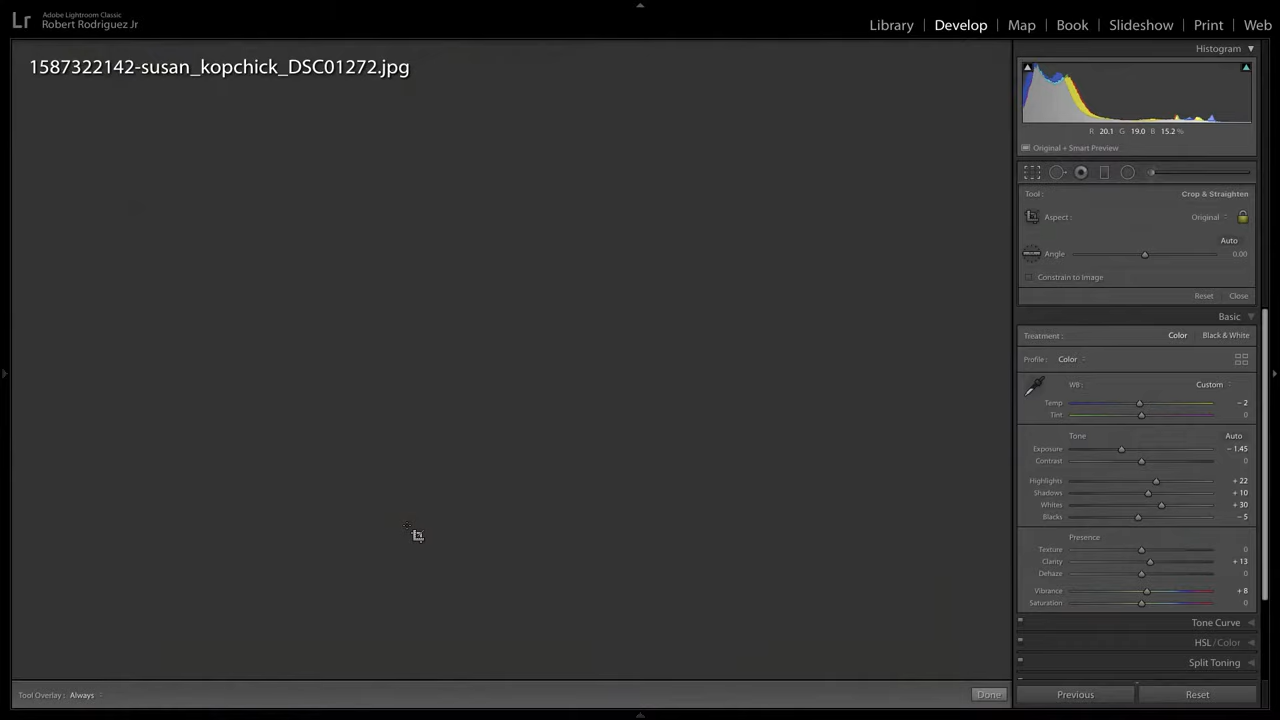 Lr
Adobe Lightroom Classic
Robert Rodriguez Jr
Library Develop Map Book Slideshow Print Web
1587322142-susan_kopchick_DSC01272.jpg
Histogram
R 20.1 G 19.0 B 15.2 %
Original + Smart Preview
Tool : Crop & Straighten
Aspect : Original
Auto
Angle 0.00
Constrain to Image
Reset Close
Basic
Treatment : Color Black & White
Profile : Color
WB : Custom
Temp - 2
Tint 0
Tone Auto
Exposure - 1.45
Contrast 0
Highlights + 22
Shadows + 10
Whites + 30
Blacks - 5
Presence
Texture 0
Clarity + 13
Dehaze 0
Vibrance + 8
Saturation 0
Tone Curve
HSL / Color
Split Toning
Tool Overlay : Always Done
Previous Reset